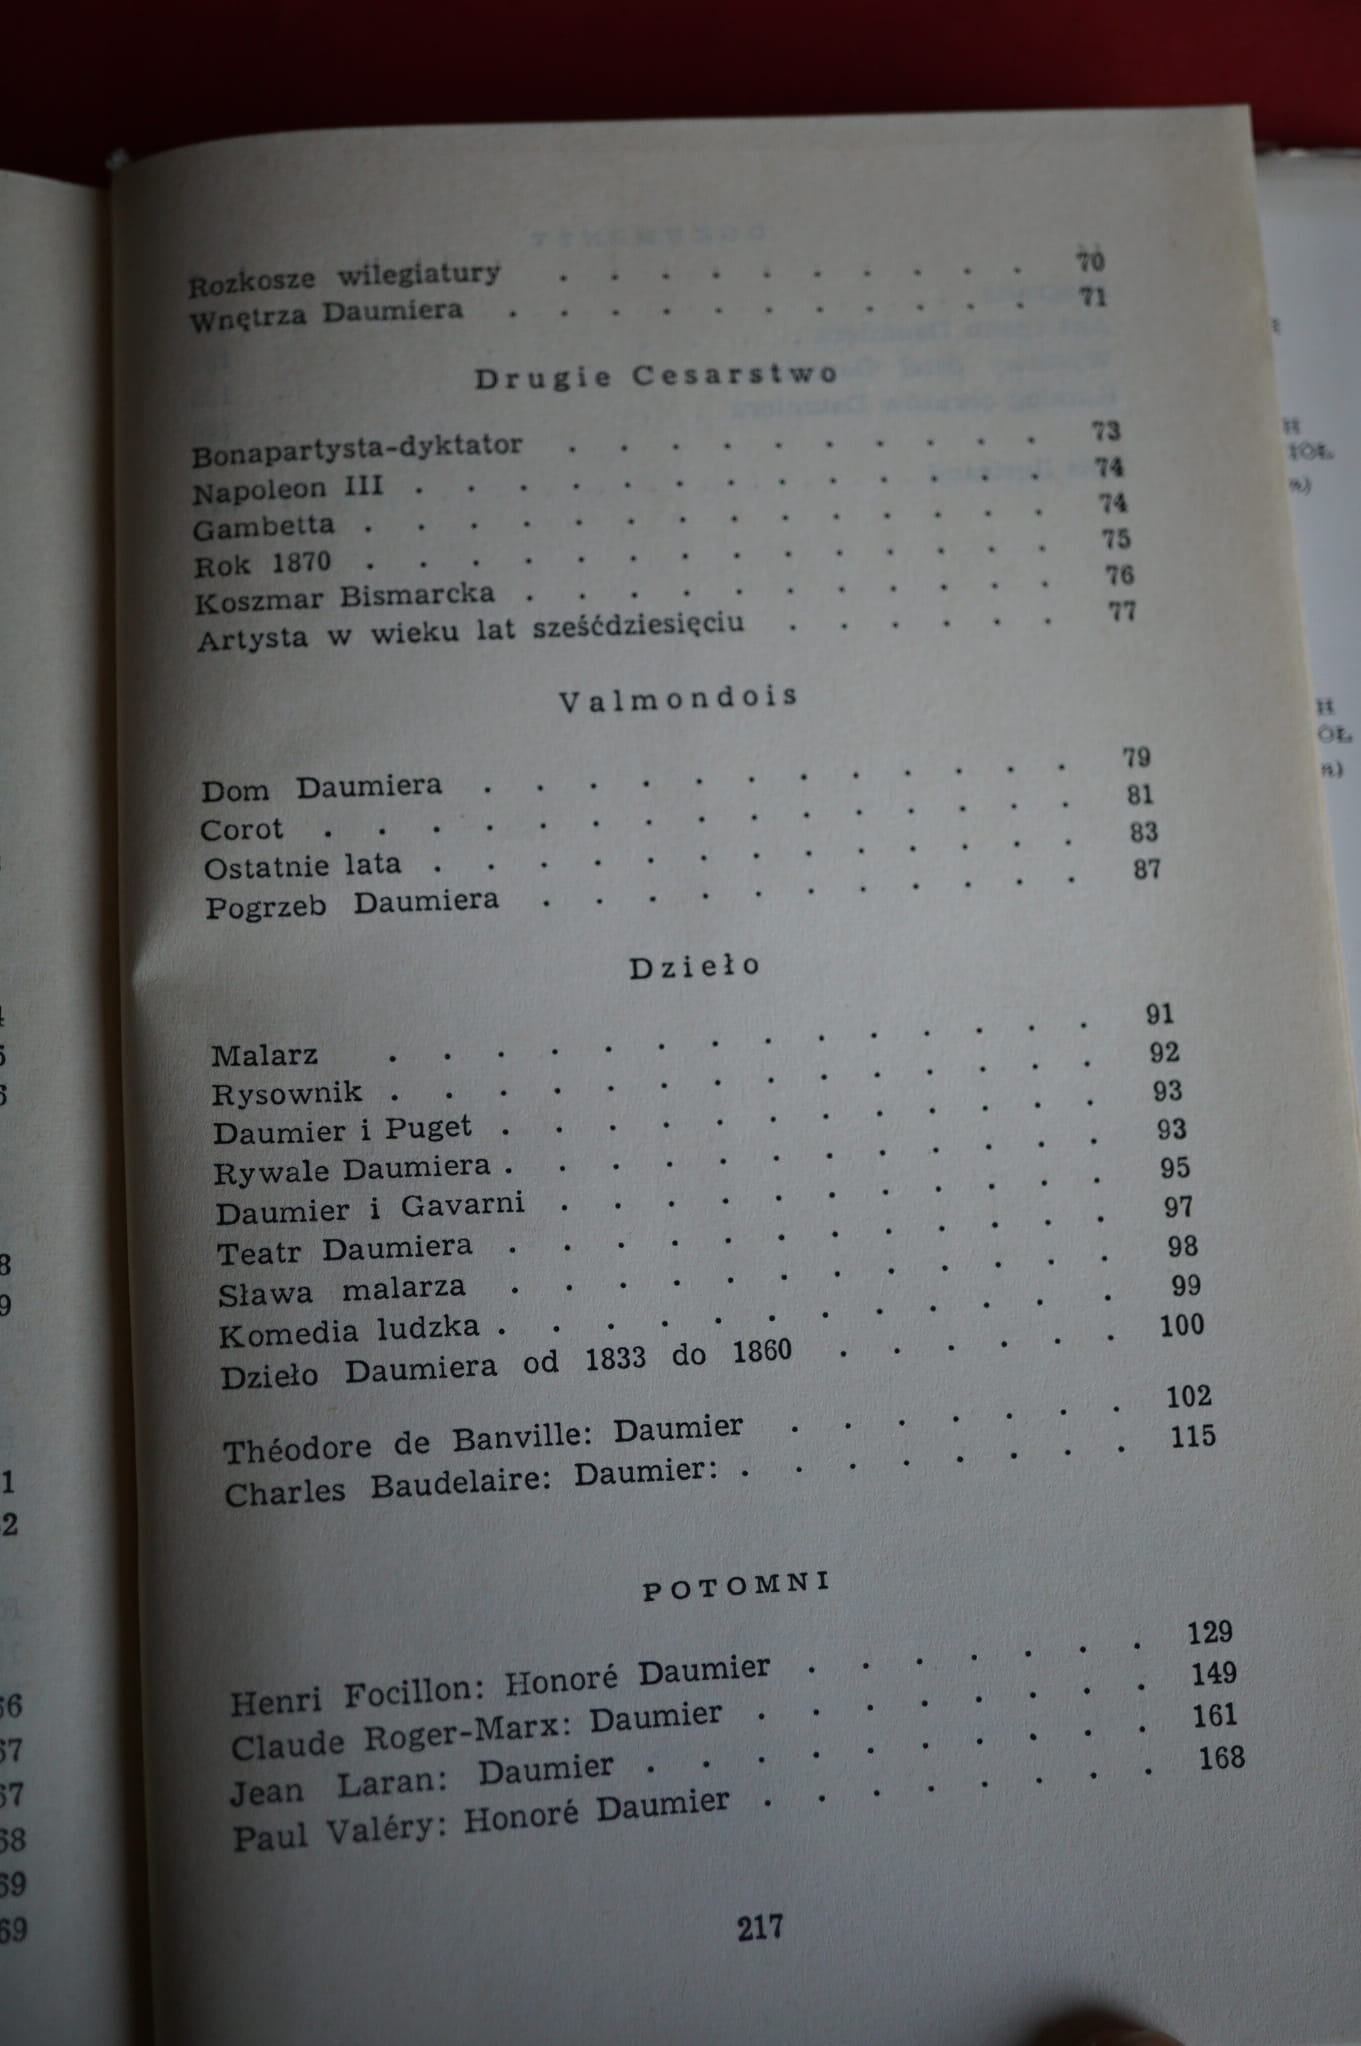 Rozkosze wilegiatury . . . . . . . . . . 70
Wnętrza Daumiera . . . . . . . . . . . 71
Drugie Cesarstwo
Bonapartysta-dyktator . . . . . . . . . . 73
Napoleon III . . . . . . . . . . . . . 74
Gambetta . . . . . . . . . . . . . . 74
Rok 1870 . . . . . . . . . . . . . . 75
Koszmar Bismarcka . . . . . . . . . . . 76
Artysta w wieku lat sześćdziesięciu . . . . . . 77
Valmondois
Dom Daumiera . . . . . . . . . . . . 79
Corot . . . . . . . . . . . . . . . 81
Ostatnie lata . . . . . . . . . . . . . 83
Pogrzeb Daumiera . . . . . . . . . . . 87
Dzieło
Malarz . . . . . . . . . . . . . . 91
Rysownik . . . . . . . . . . . . . . 92
Daumier i Puget . . . . . . . . . . . . 93
Rywale Daumiera . . . . . . . . . . . . 93
Daumier i Gavarni . . . . . . . . . . . 95
Teatr Daumiera . . . . . . . . . . . . 97
Sława malarza . . . . . . . . . . . . 98
Komedia ludzka . . . . . . . . . . . . 99
Dzieło Daumiera od 1833 do 1860 . . . . . . 100
Théodore de Banville: Daumier . . . . . . . 102
Charles Baudelaire: Daumier: . . . . . . . . 115
POTOMNI
Henri Focillon: Honoré Daumier . . . . . . . 129
Claude Roger-Marx: Daumier . . . . . . . . 149
Jean Laran: Daumier . . . . . . . . . . 161
Paul Valéry: Honoré Daumier . . . . . . . . 168
217